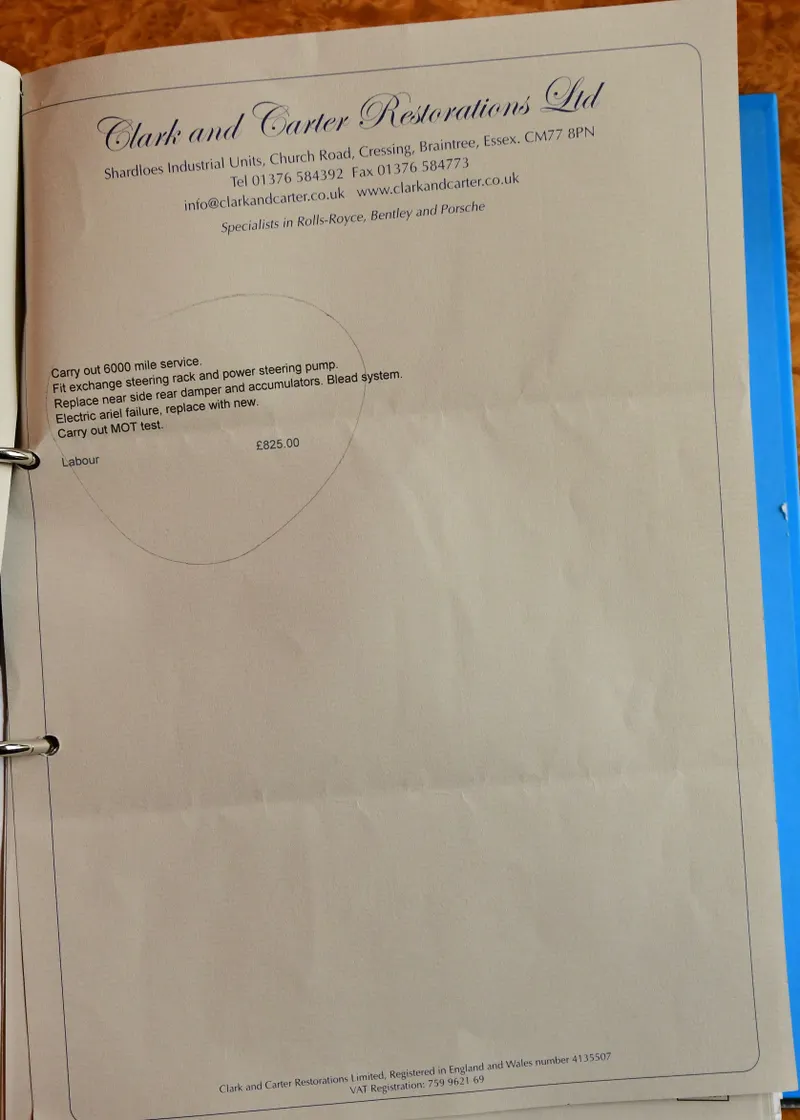 Clark and Carter Restorations Ltd
Shardloes Industrial Units, Church Road, Cressing, Braintree, Essex. CM77 8PN
Tel 01376 584392 Fax 01376 584773
info@clarkandcarter.co.uk www.clarkandcarter.co.uk
Specialists in Rolls-Royce, Bentley and Porsche
Carry out 6000 mile service.
Fit exchange steering rack and power steering pump.
Replace near side rear damper and accumulators. Blead system.
Electric ariel failure, replace with new.
Carry out MOT test.
Labour £825.00
Clark and Carter Restorations Limited, Registered in England and Wales number 4135507
VAT Registration: 759 9621 69